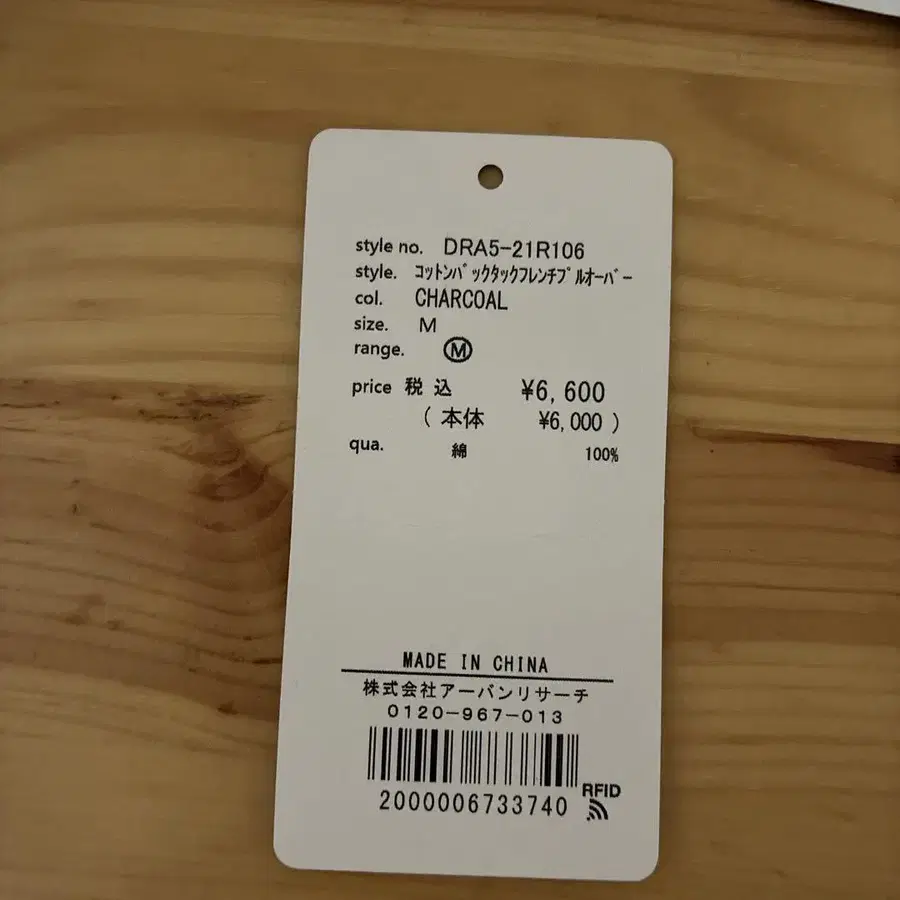 style no. DRA5-21R106
style. ｺｯﾄﾝﾊﾞｯｸﾀｯｸﾌﾚﾝﾁﾌﾟﾙｵｰﾊﾞｰ
col. CHARCOAL
size. M
range. Ⓜ
price 税込 ¥6,600
( 本体 ¥6,000 )
qua. 綿 100%
MADE IN CHINA
株式会社アーバンリサーチ
0120-967-013
RFID
2000006733740